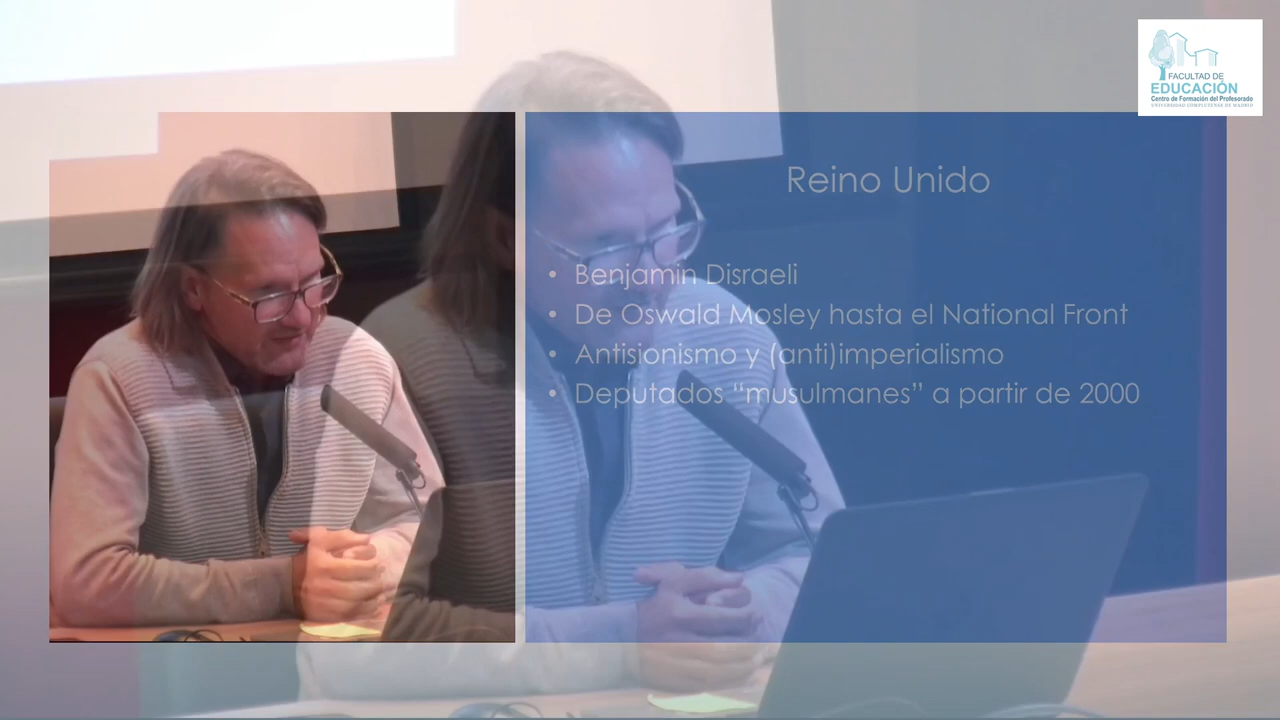 FACULTAD DE
EDUCACIÓN
Centro de Formación del Profesorado
UNIVERSIDAD COMPLUTENSE DE MADRID
Reino Unido
• Benjamin Disraeli
• De Oswald Mosley hasta el National Front
• Antisionismo y (anti)imperialismo
• Deputados “musulmanes” a partir de 2000